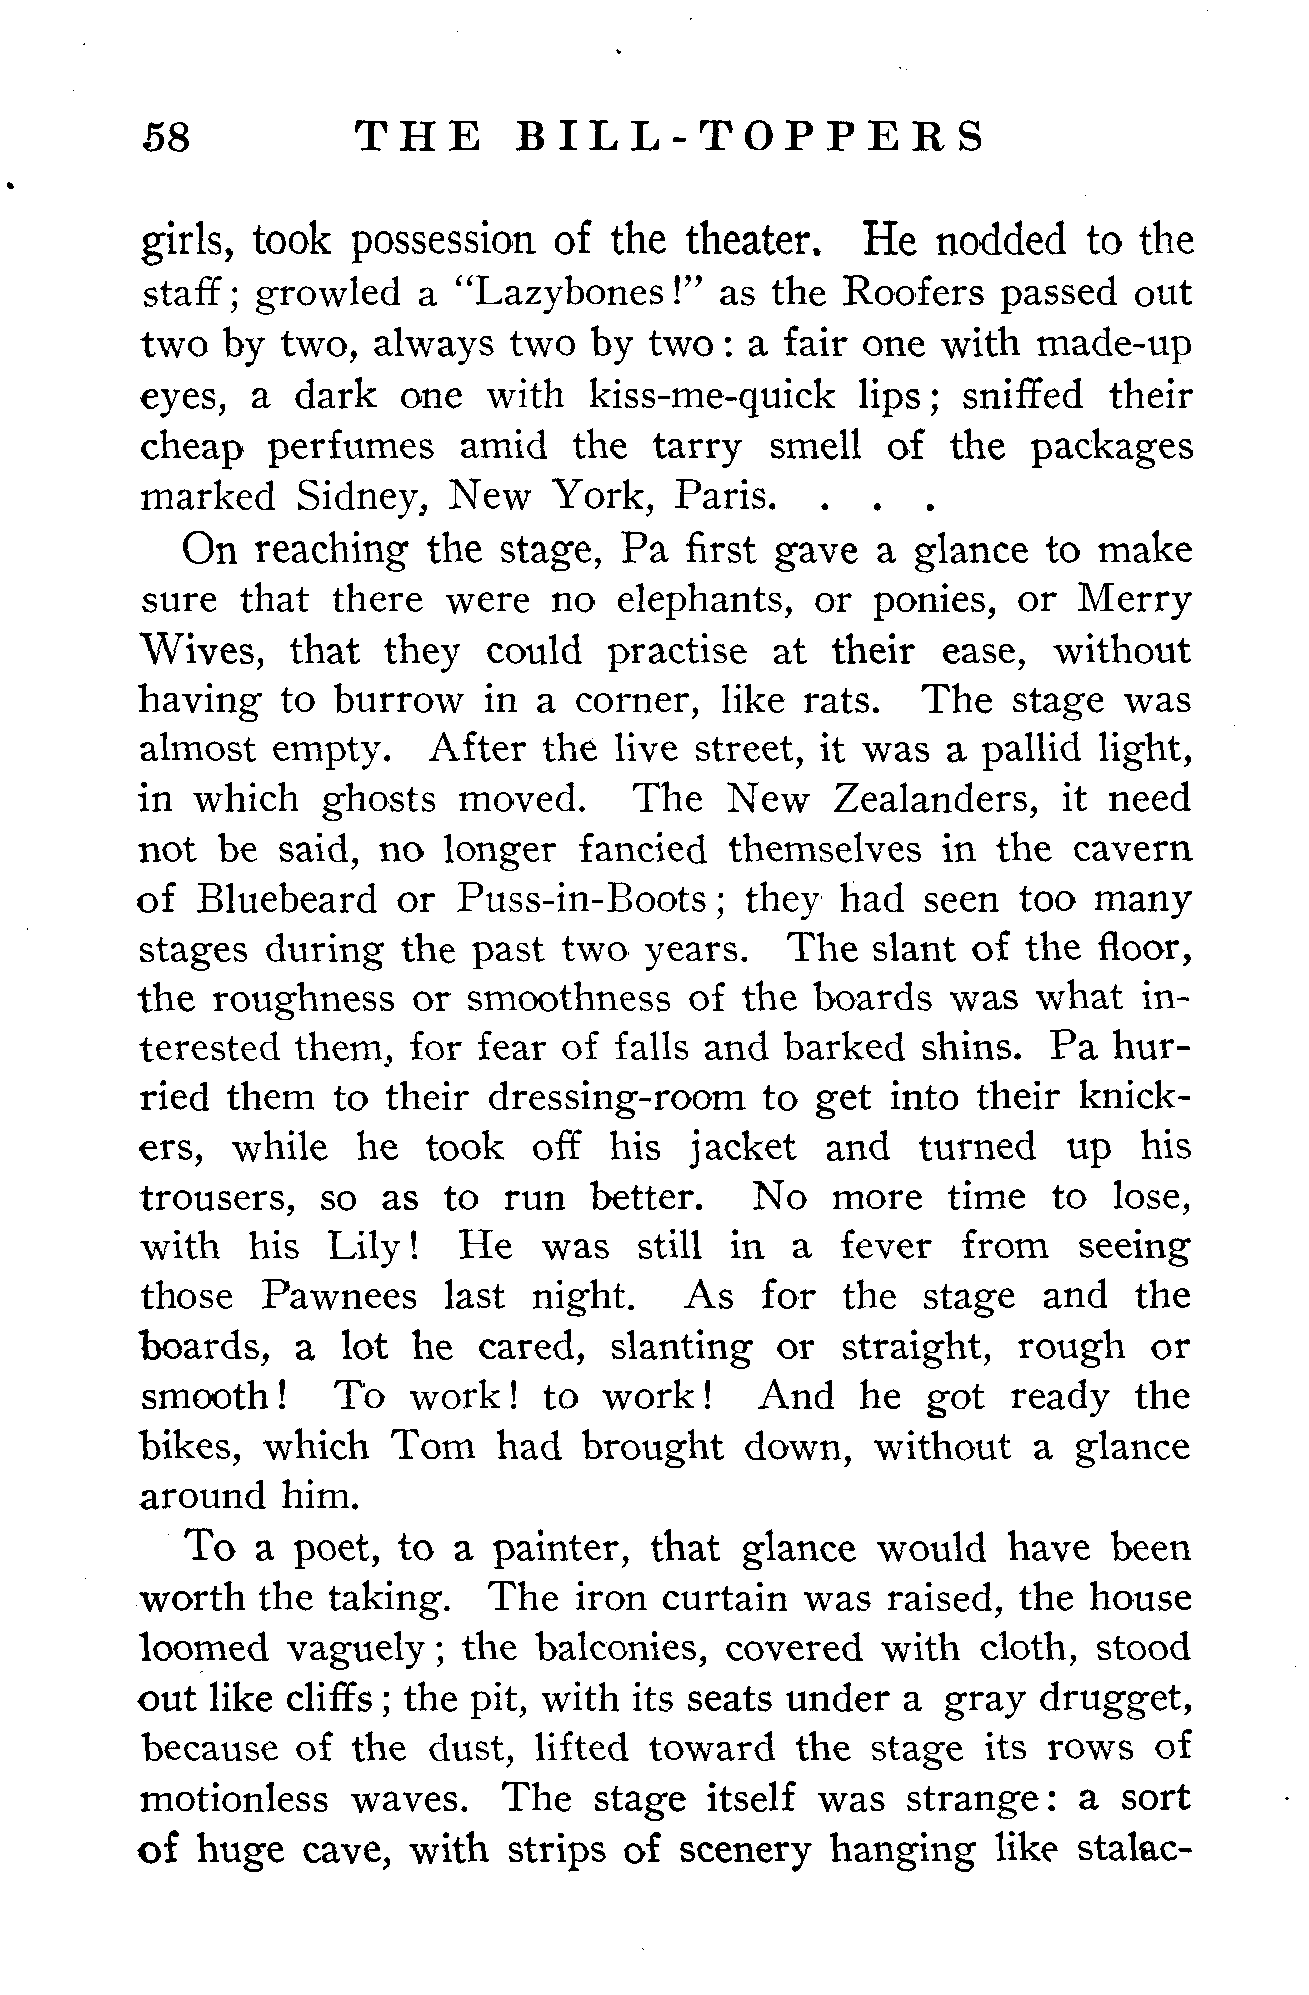 58 THE BILL-TOPPERS
girls, took possession of the theater. He nodded to the
staff; growled a "Lazybones!" as the Roofers passed out
two by two, always two by two: a fair one with made-up
eyes, a dark one with kiss-me-quick lips; sniffed their
cheap perfumes amid the tarry smell of the packages
marked Sidney, New York, Paris. . . .
On reaching the stage, Pa first gave a glance to make
sure that there were no elephants, or ponies, or Merry
Wives, that they could practise at their ease, without
having to burrow in a corner, like rats. The stage was
almost empty. After the live street, it was a pallid light,
in which ghosts moved. The New Zealanders, it need
not be said, no longer fancied themselves in the cavern
of Bluebeard or Puss-in-Boots; they had seen too many
stages during the past two years. The slant of the floor,
the roughness or smoothness of the boards was what in-
terested them, for fear of falls and barked shins. Pa hur-
ried them to their dressing-room to get into their knick-
ers, while he took off his jacket and turned up his
trousers, so as to run better. No more time to lose,
with his Lily! He was still in a fever from seeing
those Pawnees last night. As for the stage and the
boards, a lot he cared, slanting or straight, rough or
smooth! To work! to work! And he got ready the
bikes, which Tom had brought down, without a glance
around him.
To a poet, to a painter, that glance would have been
worth the taking. The iron curtain was raised, the house
loomed vaguely; the balconies, covered with cloth, stood
out like cliffs; the pit, with its seats under a gray drugget,
because of the dust, lifted toward the stage its rows of
motionless waves. The stage itself was strange: a sort
of huge cave, with strips of scenery hanging like stalac-